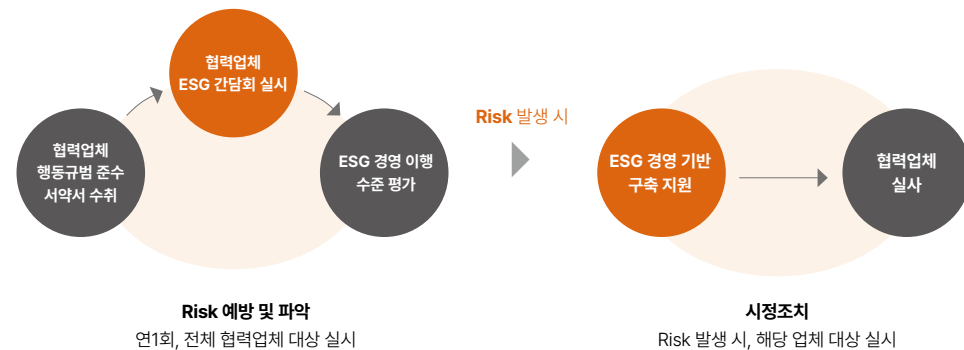 협력업체
행동규범 준수
서약서 수취
협력업체
ESG 간담회 실시
ESG 경영 이행
수준 평가
Risk 예방 및 파악
연1회, 전체 협력업체 대상 실시
Risk 발생 시
ESG 경영 기반
구축 지원
협력업체
실사
시정조치
Risk 발생 시, 해당 업체 대상 실시